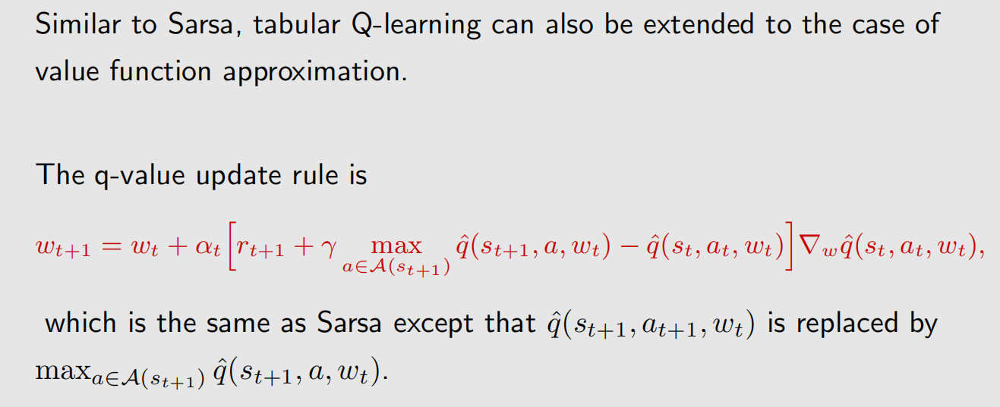 Similar to Sarsa, tabular Q-learning can also be extended to the case of
value function approximation.
The q-value update rule is
$w_{t+1} = w_t + \alpha_t \left[ r_{t+1} + \gamma \max_{a \in \mathcal{A}(s_{t+1})} \hat{q}(s_{t+1}, a, w_t) - \hat{q}(s_t, a_t, w_t) \right] \nabla_w \hat{q}(s_t, a_t, w_t),$
which is the same as Sarsa except that $\hat{q}(s_{t+1}, a_{t+1}, w_t)$ is replaced by
$\max_{a \in \mathcal{A}(s_{t+1})} \hat{q}(s_{t+1}, a, w_t).$